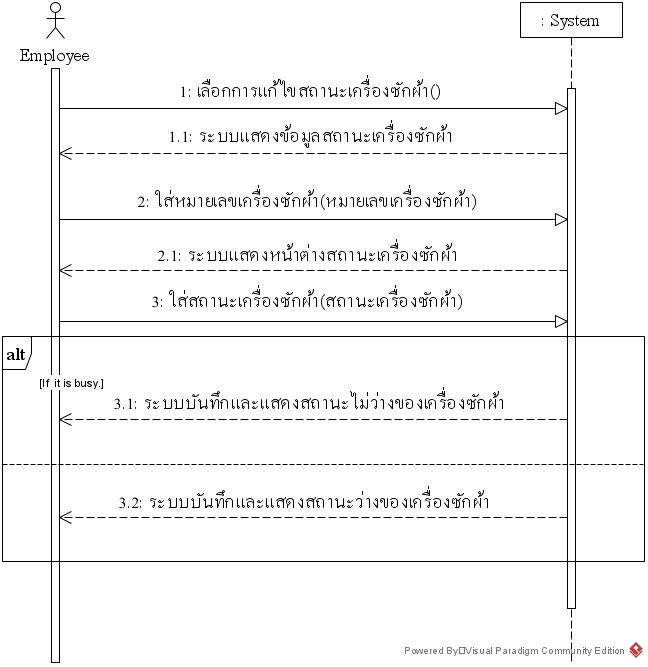 Employee
: System
1: เลือกการแก้ไขสถานะเครื่องซักผ้า()
1.1: ระบบแสดงข้อมูลสถานะเครื่องซักผ้า
2: ใส่หมายเลขเครื่องซักผ้า(หมายเลขเครื่องซักผ้า)
2.1: ระบบแสดงหน้าต่างสถานะเครื่องซักผ้า
3: ใส่สถานะเครื่องซักผ้า(สถานะเครื่องซักผ้า)
alt
[If it is busy.]
3.1: ระบบบันทึกและแสดงสถานะไม่ว่างของเครื่องซักผ้า
3.2: ระบบบันทึกและแสดงสถานะว่างของเครื่องซักผ้า
Powered By Visual Paradigm Community Edition